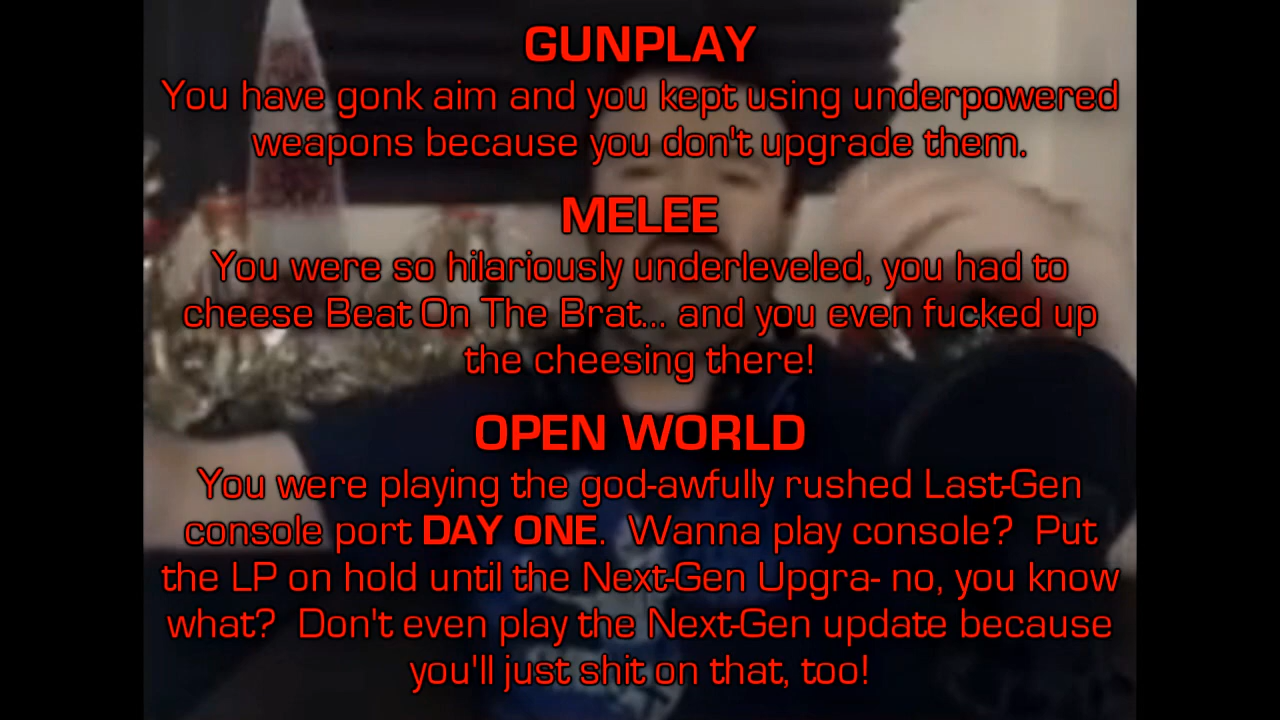 GUNPLAY
You have gonk aim and you kept using underpowered
weapons because you don't upgrade them.
MELEE
You were so hilariously underleveled, you had to
cheese Beat On The Brat... and you even fucked up
the cheesing there!
OPEN WORLD
You were playing the god-awfully rushed Last-Gen
console port DAY ONE.  Wanna play console?  Put
the LP on hold until the Next-Gen Upgra- no, you know
what?  Don't even play the Next-Gen update because
you'll just shit on that, too!